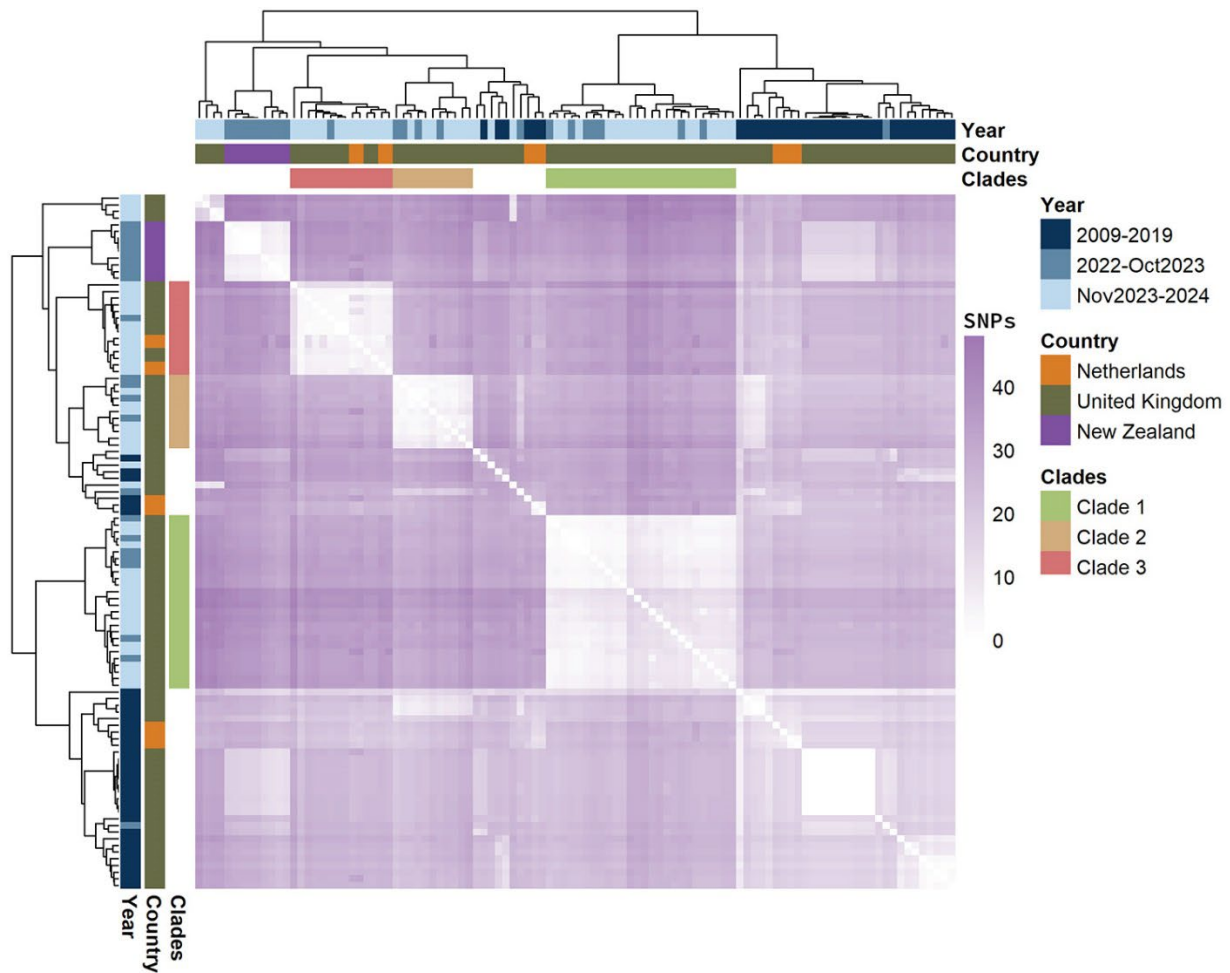 Year
Country
Clades
Year
2009-2019
2022-Oct2023
Nov2023-2024
Country
Netherlands
United Kingdom
New Zealand
Clades
Clade 1
Clade 2
Clade 3
SNPs
40
30
20
10
0
Year
Country
Clades